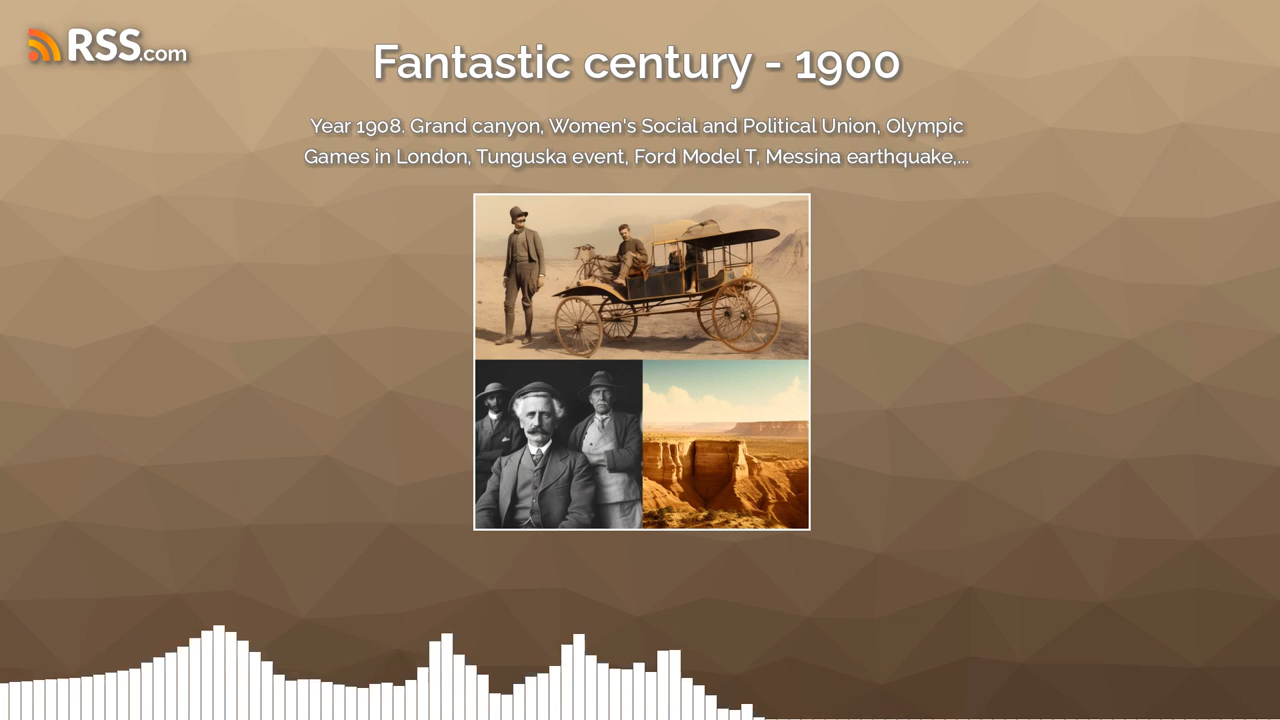 RSS.com
Fantastic century - 1900
Year 1908. Grand canyon, Women's Social and Political Union, Olympic
Games in London, Tunguska event, Ford Model T, Messina earthquake,...